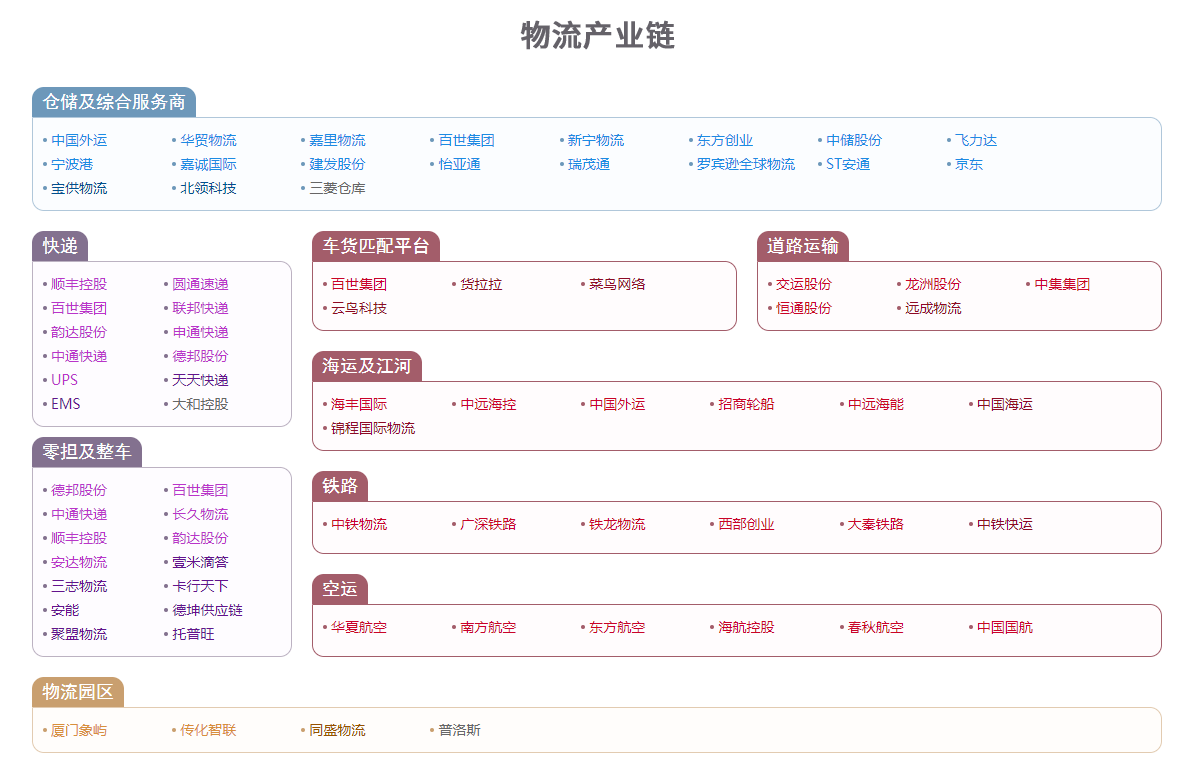 物流产业链
仓储及综合服务商
•中国外运 •华贸物流 •嘉里物流 •百世集团 •新宁物流 •东方创业 •中储股份 •飞力达
•宁波港 •嘉诚国际 •建发股份 •怡亚通 •瑞茂通 •罗宾逊全球物流 •ST安通 •京东
•宝供物流 •北领科技 •三菱仓库
快递
•顺丰控股 •圆通速递
•百世集团 •联邦快递
•韵达股份 •申通快递
•中通快递 •德邦股份
•UPS •天天快递
•EMS •大和控股
零担及整车
•德邦股份 •百世集团
•中通快递 •长久物流
•顺丰控股 •韵达股份
•安达物流 •壹米滴答
•三志物流 •卡行天下
•安能 •德坤供应链
•聚盟物流 •托普旺
车货匹配平台
•百世集团 •货拉拉 •菜鸟网络
•云鸟科技
道路运输
•交运股份 •龙洲股份 •中集集团
•恒通股份 •远成物流
海运及江河
•海丰国际 •中远海控 •中国外运 •招商轮船 •中远海能 •中国海运
•锦程国际物流
铁路
•中铁物流 •广深铁路 •铁龙物流 •西部创业 •大秦铁路 •中铁快运
空运
•华夏航空 •南方航空 •东方航空 •海航控股 •春秋航空 •中国国航
物流园区
•厦门象屿 •传化智联 •同盛物流 •普洛斯